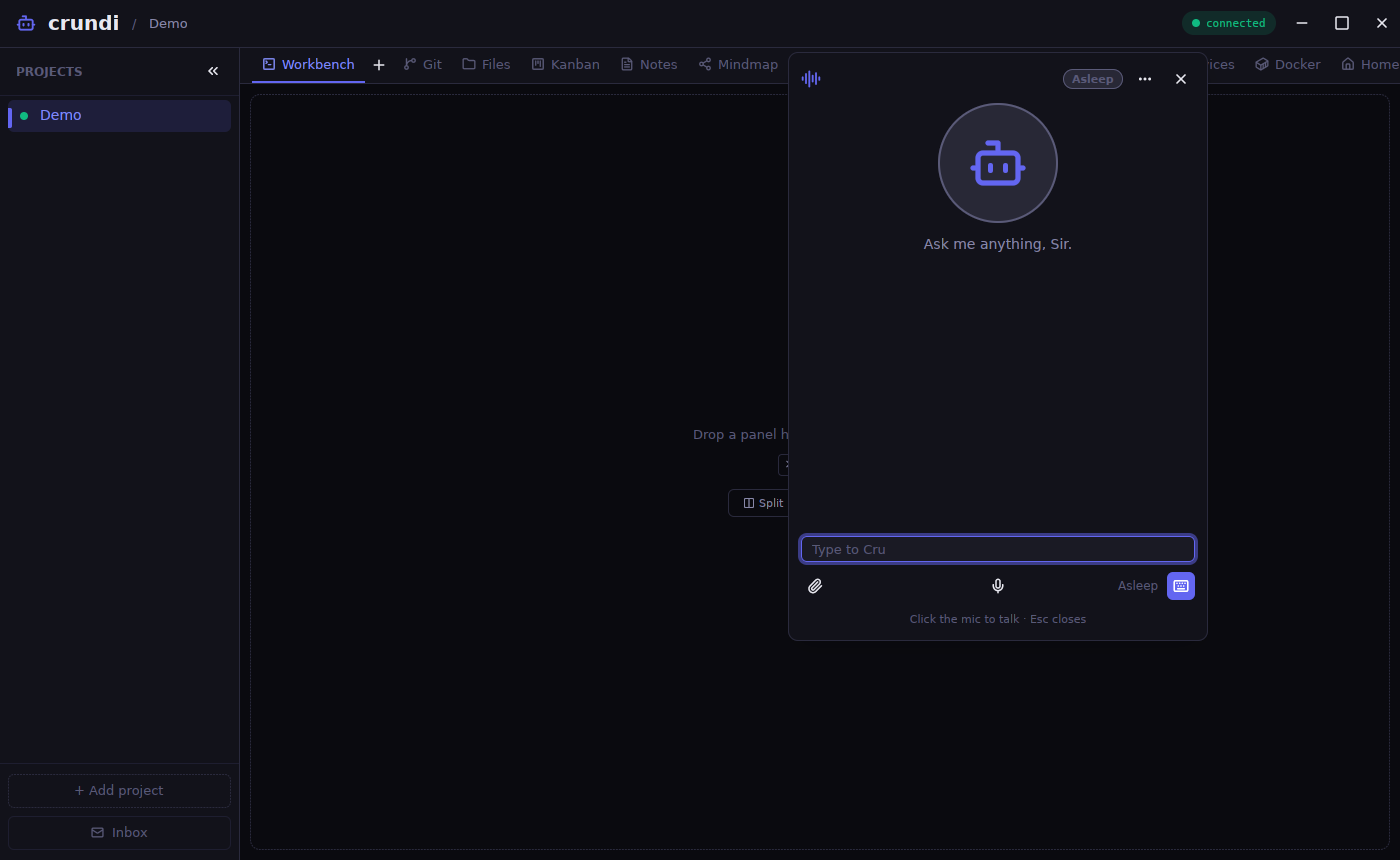 crundi / Demo
connected
PROJECTS
Demo
+ Add project
Inbox
Workbench
Git
Files
Kanban
Notes
Mindmap
Docker
Home
Drop a panel
Split
Asleep
Ask me anything, Sir.
Type to Cru
Asleep
Click the mic to talk · Esc closes